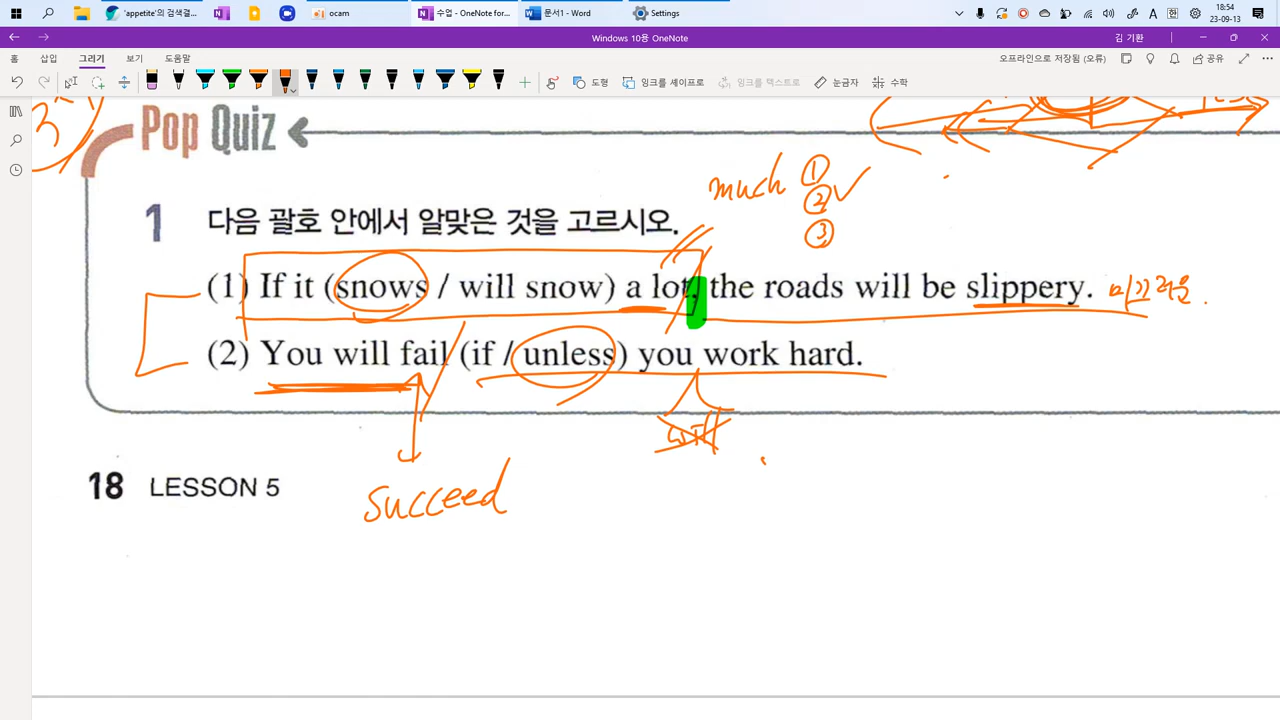 'appetite'의 검색결...
ocam
수업 - OneNote for...
문서1 - Word
Settings
A
한
18:54
23-09-13
Windows 10용 OneNote
김 기환
홈
삽입
그리기
보기
도움말
오프라인으로 저장됨 (오류)
공유
도형
잉크를 셰이프로
잉크를 텍스트로
눈금자
수학
Pop Quiz
much ①
②
③
1 다음 괄호 안에서 알맞은 것을 고르시오.
(1) If it (snows / will snow) a lot, the roads will be slippery. 미끄러운
(2) You will fail (if / unless) you work hard.
will
succeed
18 LESSON 5